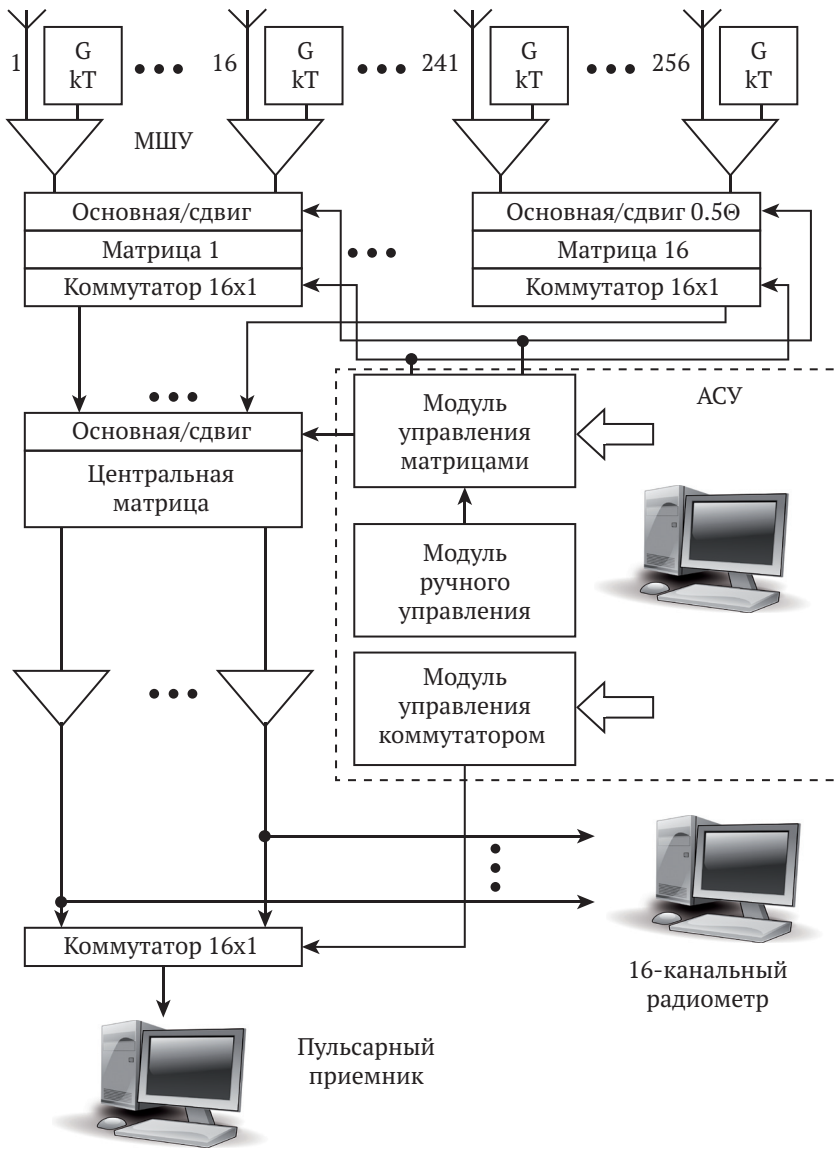 1
G
kT
16
G
kT
241
G
kT
256
G
kT
МШУ
Основная/сдвиг
Матрица 1
Коммутатор 16x1
Основная/сдвиг 0.5Θ
Матрица 16
Коммутатор 16x1
АСУ
Модуль
управления
матрицами
Основная/сдвиг
Центральная
матрица
Модуль
ручного
управления
Модуль
управления
коммутатором
Коммутатор 16x1
16-канальный
радиометр
Пульсарный
приемник